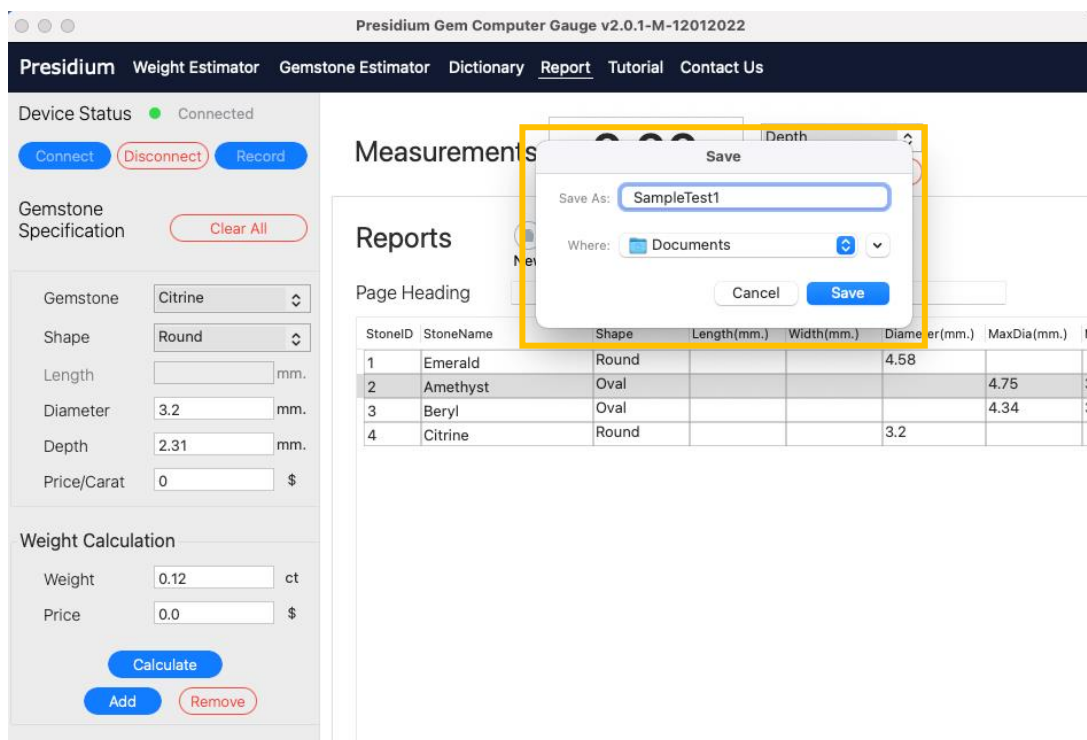 Presidium Gem Computer Gauge v2.0.1-M-12012022
Presidium Weight Estimator Gemstone Estimator Dictionary Report Tutorial Contact Us
Device Status Connected
Connect Disconnect Record
Gemstone
Specification
Clear All
Gemstone Citrine
Shape Round
Length mm.
Diameter 3.2 mm.
Depth 2.31 mm.
Price/Carat 0 $
Weight Calculation
Weight 0.12 ct
Price 0.0 $
Calculate
Add Remove
Measurements
Depth
Save
Save As: SampleTest1
Where: Documents
Cancel Save
Reports
Page Heading
StoneID StoneName Shape Length(mm.) Width(mm.) Diameter(mm.) MaxDia(mm.)
1 Emerald Round 4.58
2 Amethyst Oval 4.75
3 Beryl Oval 4.34
4 Citrine Round 3.2